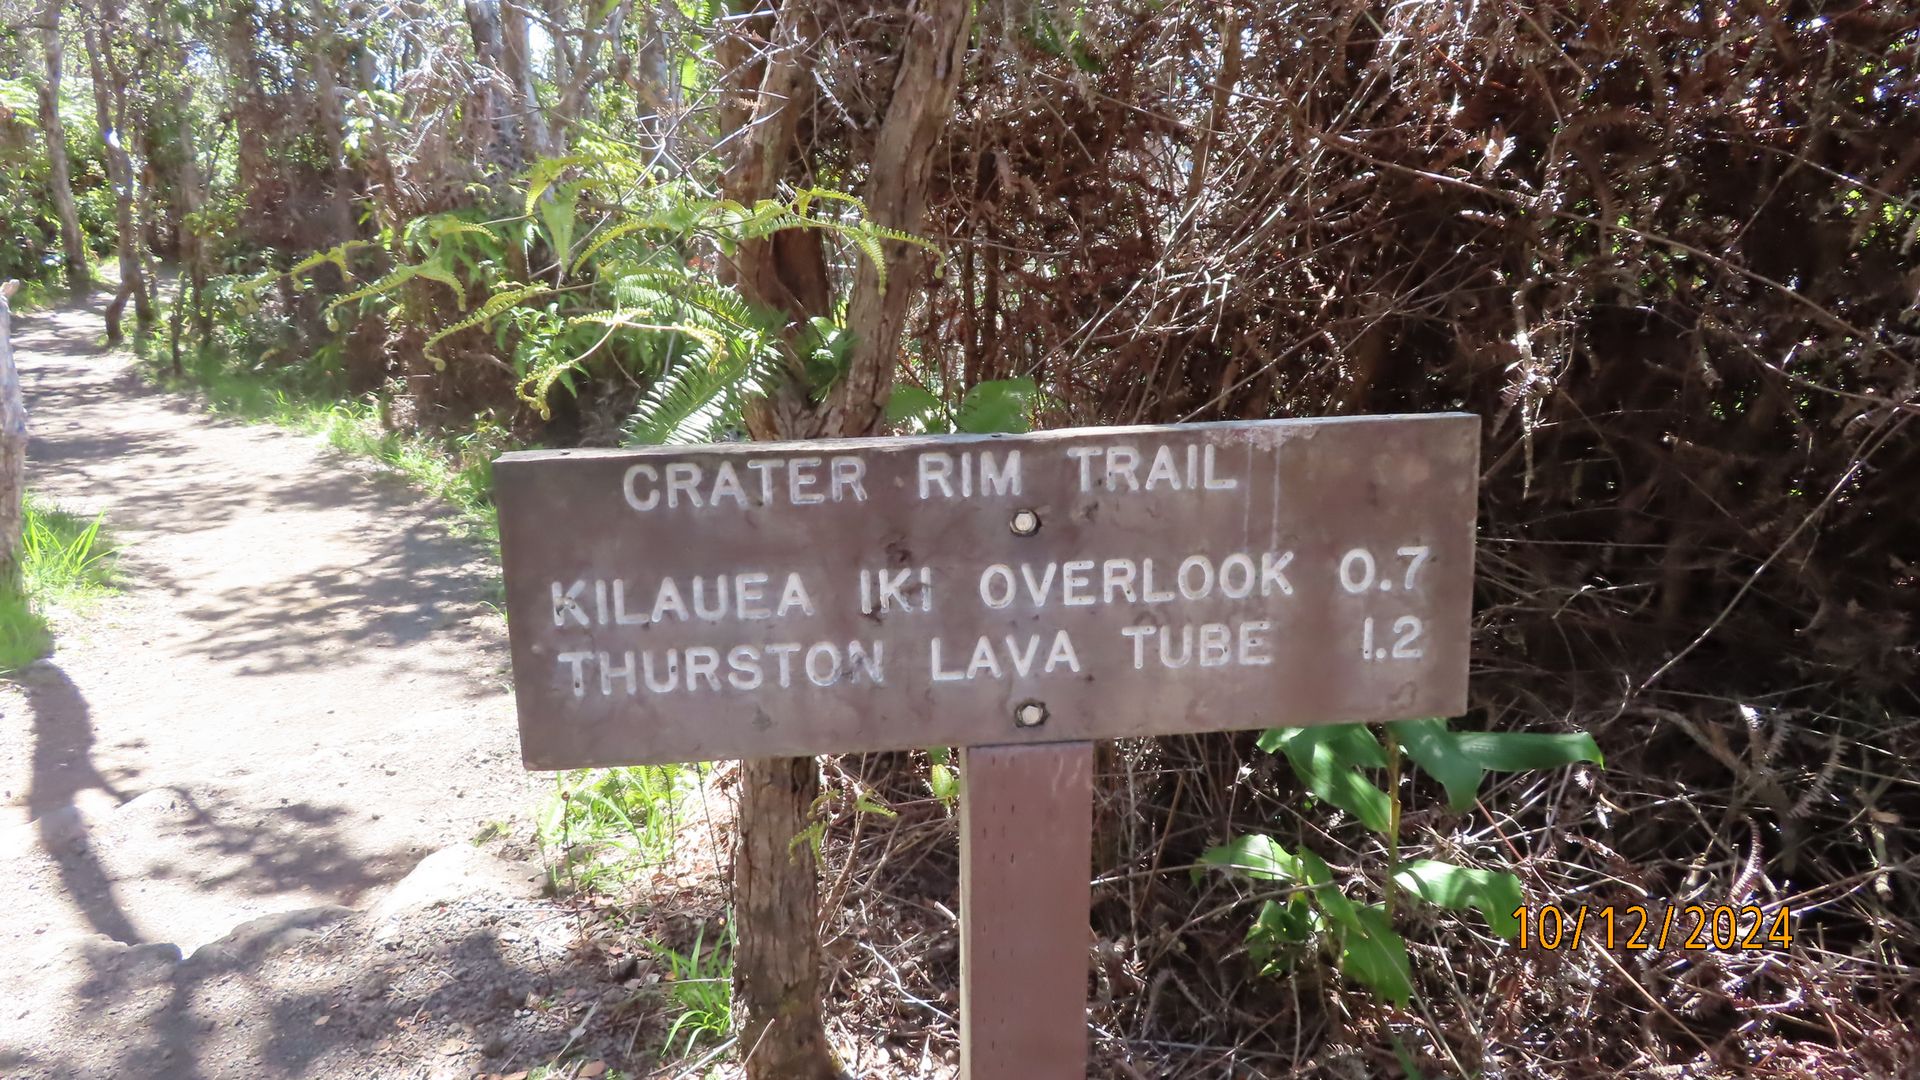 CRATER RIM TRAIL
KILAUEA IKI OVERLOOK 0.7
THURSTON LAVA TUBE 1.2
10/12/2024